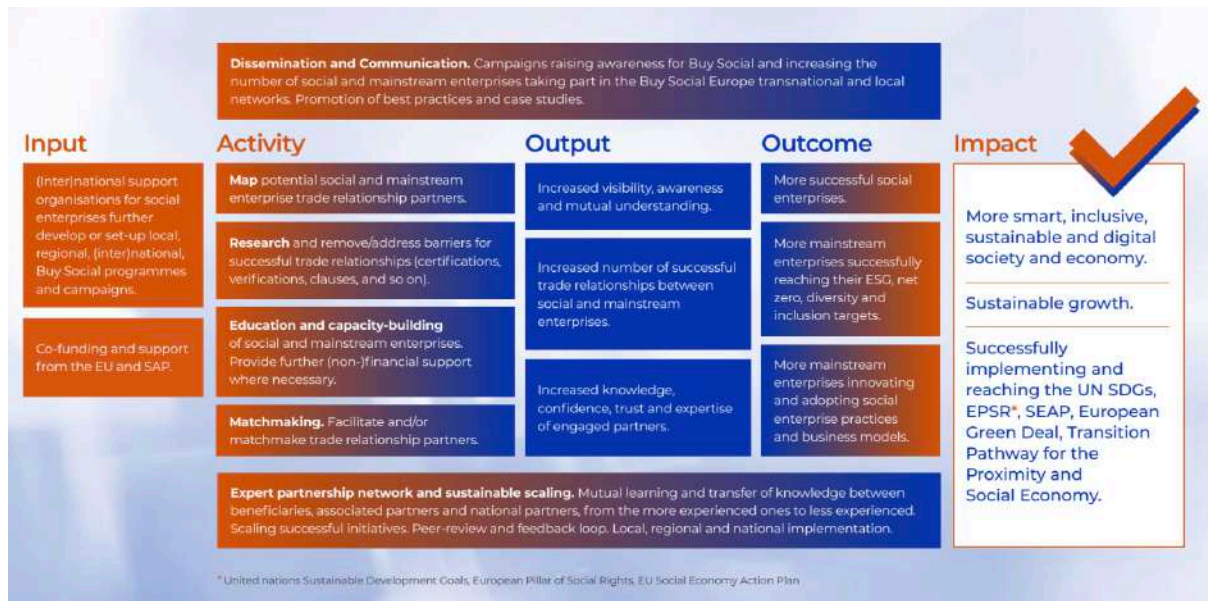 Dissemination and Communication. Campaigns raising awareness for Buy Social and increasing the
number of social and mainstream enterprises taking part in the Buy Social Europe transnational and local
networks. Promotion of best practices and case studies.
Input
(Inter)national support
organisations for social
enterprises further
develop or set-up local,
regional, (inter)national,
Buy Social programmes
and campaigns.
Co-funding and support
from the EU and SAP.
Activity
Map potential social and mainstream
enterprise trade relationship partners.
Research and remove/address barriers for
successful trade relationships (certifications,
verifications, clauses, and so on).
Education and capacity-building
of social and mainstream enterprises.
Provide further (non-)financial support
where necessary.
Matchmaking. Facilitate and/or
matchmake trade relationship partners.
Output
Increased visibility, awareness
and mutual understanding.
Increased number of successful
trade relationships between
social and mainstream
enterprises.
Increased knowledge,
confidence, trust and expertise
of engaged partners.
Outcome
More successful social
enterprises.
More mainstream
enterprises successfully
reaching their ESG, net
zero, diversity and
inclusion targets.
More mainstream
enterprises innovating
and adopting social
enterprise practices
and business models.
Impact
More smart, inclusive,
sustainable and digital
society and economy.
Sustainable growth.
Successfully
implementing and
reaching the UN SDGs,
EPSR*, SEAP, European
Green Deal, Transition
Pathway for the
Proximity and
Social Economy.
Expert partnership network and sustainable scaling. Mutual learning and transfer of knowledge between
beneficiaries, associated partners and national partners, from the more experienced ones to less experienced.
Scaling successful initiatives. Peer-review and feedback loop. Local, regional and national implementation.
* United nations Sustainable Development Goals, European Pillar of Social Rights, EU Social Economy Action Plan